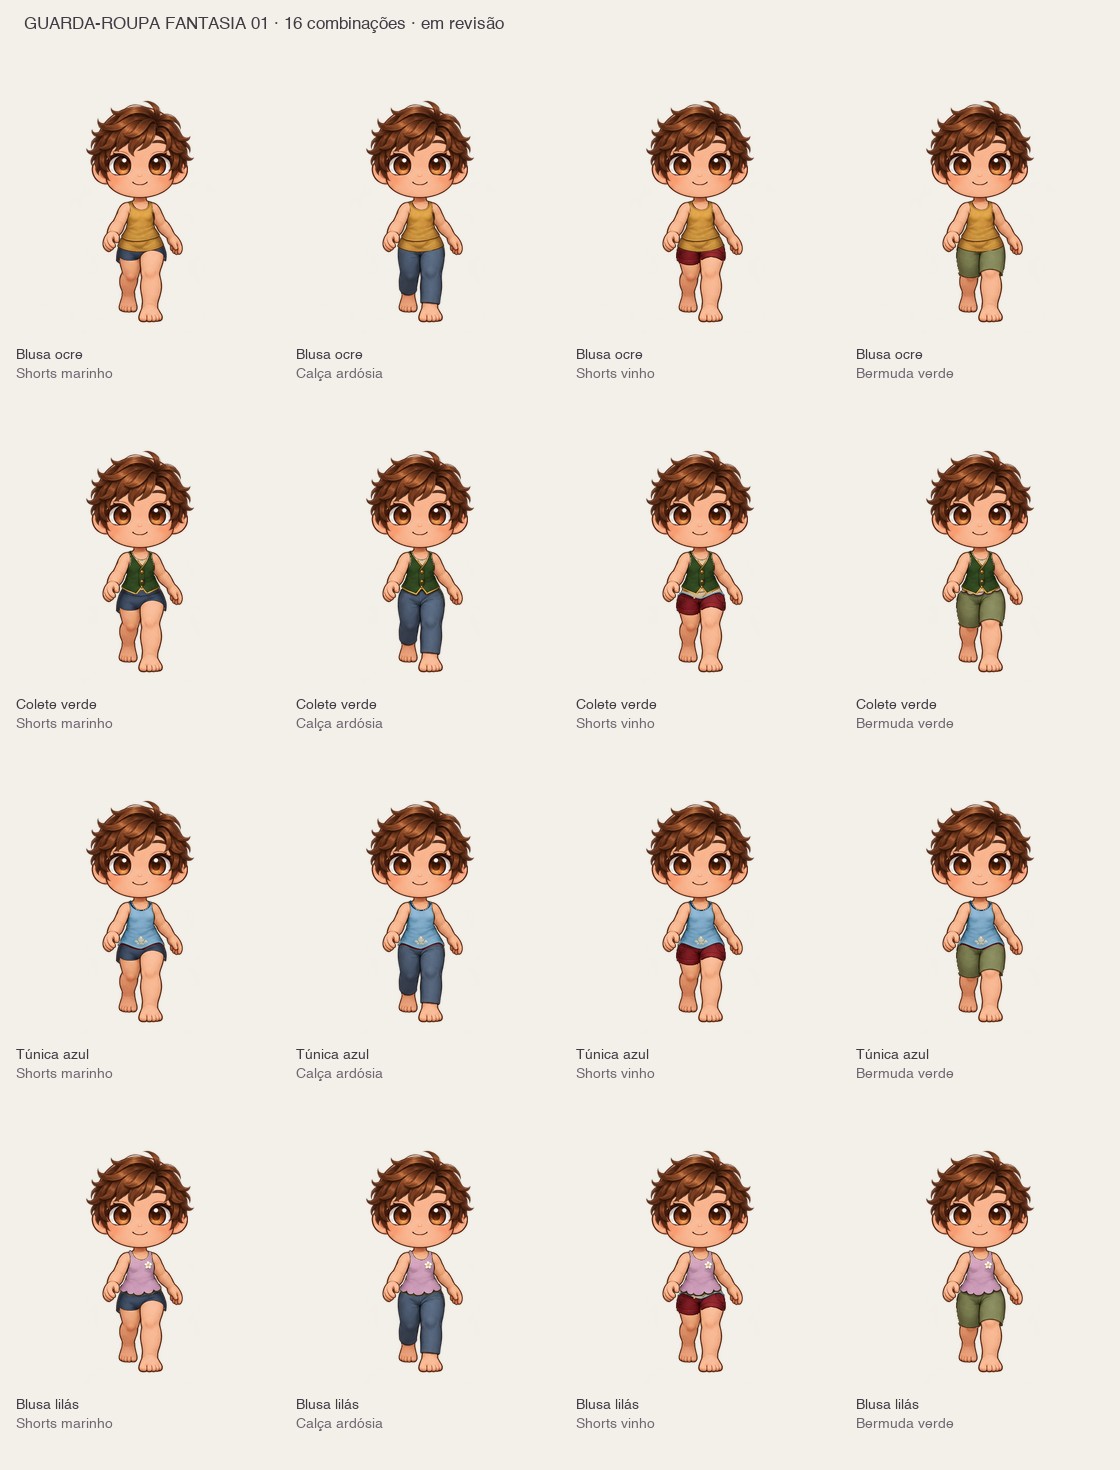 GUARDA-ROUPA FANTASIA 01 · 16 combinações · em revisão
Blusa ocre
Shorts marinho
Blusa ocre
Calça ardósia
Blusa ocre
Shorts vinho
Blusa ocre
Bermuda verde
Colete verde
Shorts marinho
Colete verde
Calça ardósia
Colete verde
Shorts vinho
Colete verde
Bermuda verde
Túnica azul
Shorts marinho
Túnica azul
Calça ardósia
Túnica azul
Shorts vinho
Túnica azul
Bermuda verde
Blusa lilás
Shorts marinho
Blusa lilás
Calça ardósia
Blusa lilás
Shorts vinho
Blusa lilás
Bermuda verde